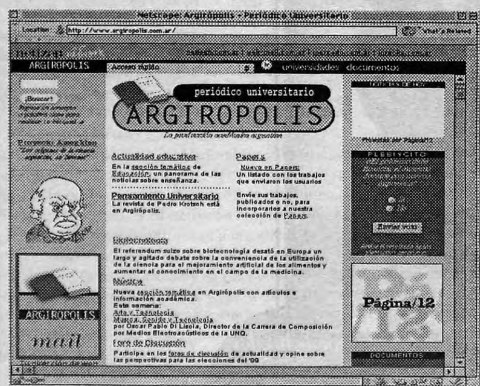 Netscape: Argirópolis - Periódico Universitario
Location: http://www.argiropolis.com.ar/
What's Related
ARGIROPOLIS
Acceso rápido
universidades documentos
¡Buscar!
periódico universitario
ARGIROPOLIS
La producción académica argentina
Proyecto Ameghino
Actualidad educativa
En la sección temática de
Educación, un panorama de las
noticias sobre enseñanza.
Pensamiento Universitario
La revista de Pedro Krotsch está
en Argirópolis.
Papers
Nuevo en Papers:
Un listado con los trabajos
que enviaron los usuarios
Envíe sus trabajos,
publicados o no, para
incorporarlos a nuestra
colección de Papers.
Biotecnología
El referendum suizo sobre biotecnología desató en Europa un
largo y agitado debate sobre la conveniencia de la utilización
de la ciencia para el mejoramiento artificial de los alimentos y
aumentar el conocimiento en el campo de la medicina.
Música
Nueva sección temática en Argirópolis con artículos e
información académica.
Esta semana:
Arte y Tecnología
Música, Sonido y Tecnología
por Oscar Pablo Di Liscia, Director de la Carrera de Composición
por Medios Electroacústicos de la UNQ.
Foro de Discusión
Participe en los foros de discusión de actualidad y opine sobre
las perspectivas para las elecciones del '99
ARGIROPOLIS
mail
PLEBISCITO
Enviar voto
Página/12
DOCUMENTOS